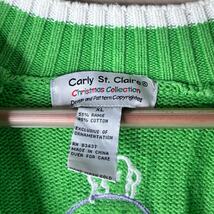 Carly St. Claire®
Christmas Collection
Design and Pattern Copyrighted
XL
55% RAMIE
45% COTTON
EXCLUSIVE OF
ORNAMENTATION
RN 83437
MADE IN CHINA
OVER FOR CARE